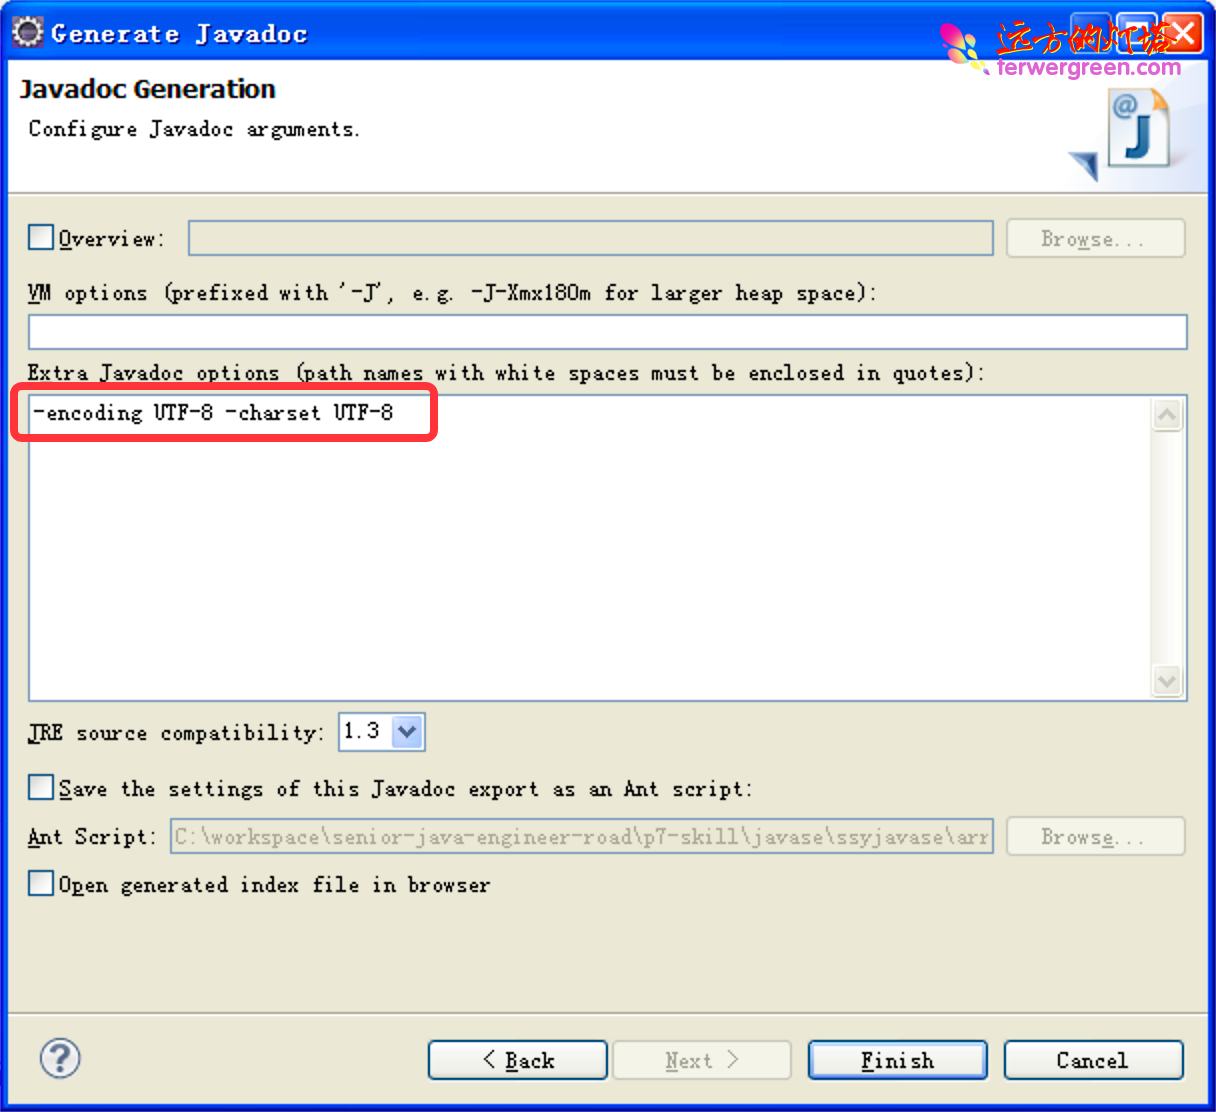 Generate Javadoc
远方的灯塔
ferwergreen.com
Javadoc Generation
Configure Javadoc arguments.
@
J
Overview:
Browse...
VM options (prefixed with '-J', e.g. -J-Xmx180m for larger heap space):
Extra Javadoc options (path names with white spaces must be enclosed in quotes):
-encoding UTF-8 -charset UTF-8
JRE source compatibility: 1.3
Save the settings of this Javadoc export as an Ant script:
Ant Script: C:\workspace\senior-java-engineer-road\p7-skill\javase\ssyjavase\arr
Browse...
Open generated index file in browser
?
< Back
Next >
Finish
Cancel